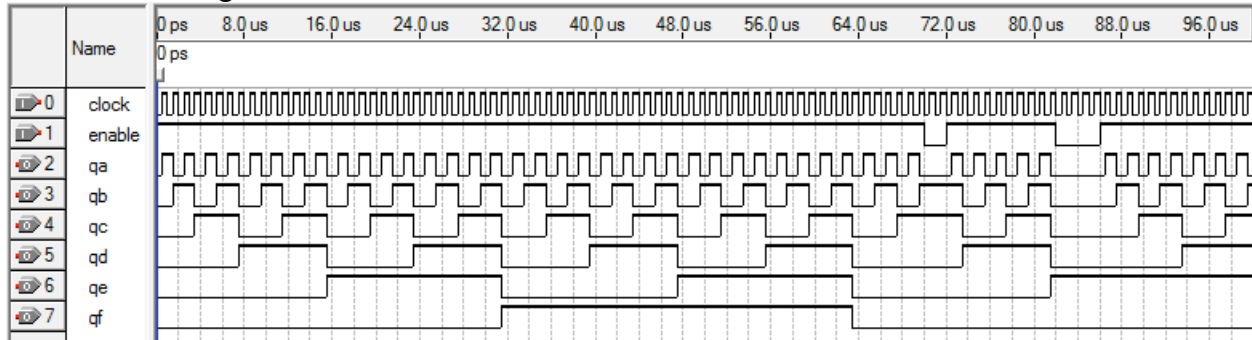 0 ps 8.0 us 16.0 us 24.0 us 32.0 us 40.0 us 48.0 us 56.0 us 64.0 us 72.0 us 80.0 us 88.0 us 96.0 us
Name
0 ps
0 clock
1 enable
2 qa
3 qb
4 qc
5 qd
6 qe
7 qf